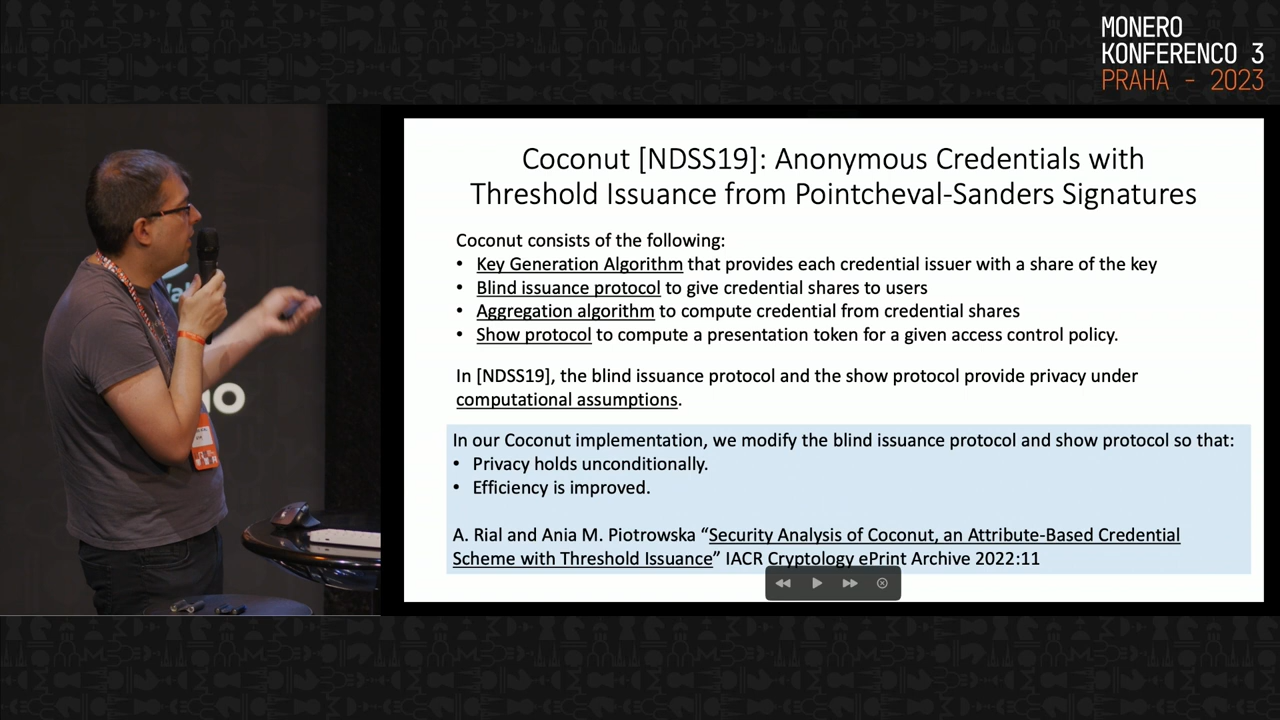 MONERO
KONFERENCO 3
PRAHA - 2023
Coconut [NDSS19]: Anonymous Credentials with
Threshold Issuance from Pointcheval-Sanders Signatures
Coconut consists of the following:
• Key Generation Algorithm that provides each credential issuer with a share of the key
• Blind issuance protocol to give credential shares to users
• Aggregation algorithm to compute credential from credential shares
• Show protocol to compute a presentation token for a given access control policy.
In [NDSS19], the blind issuance protocol and the show protocol provide privacy under
computational assumptions.
In our Coconut implementation, we modify the blind issuance protocol and show protocol so that:
• Privacy holds unconditionally.
• Efficiency is improved.
A. Rial and Ania M. Piotrowska “Security Analysis of Coconut, an Attribute-Based Credential
Scheme with Threshold Issuance” IACR Cryptology ePrint Archive 2022:11